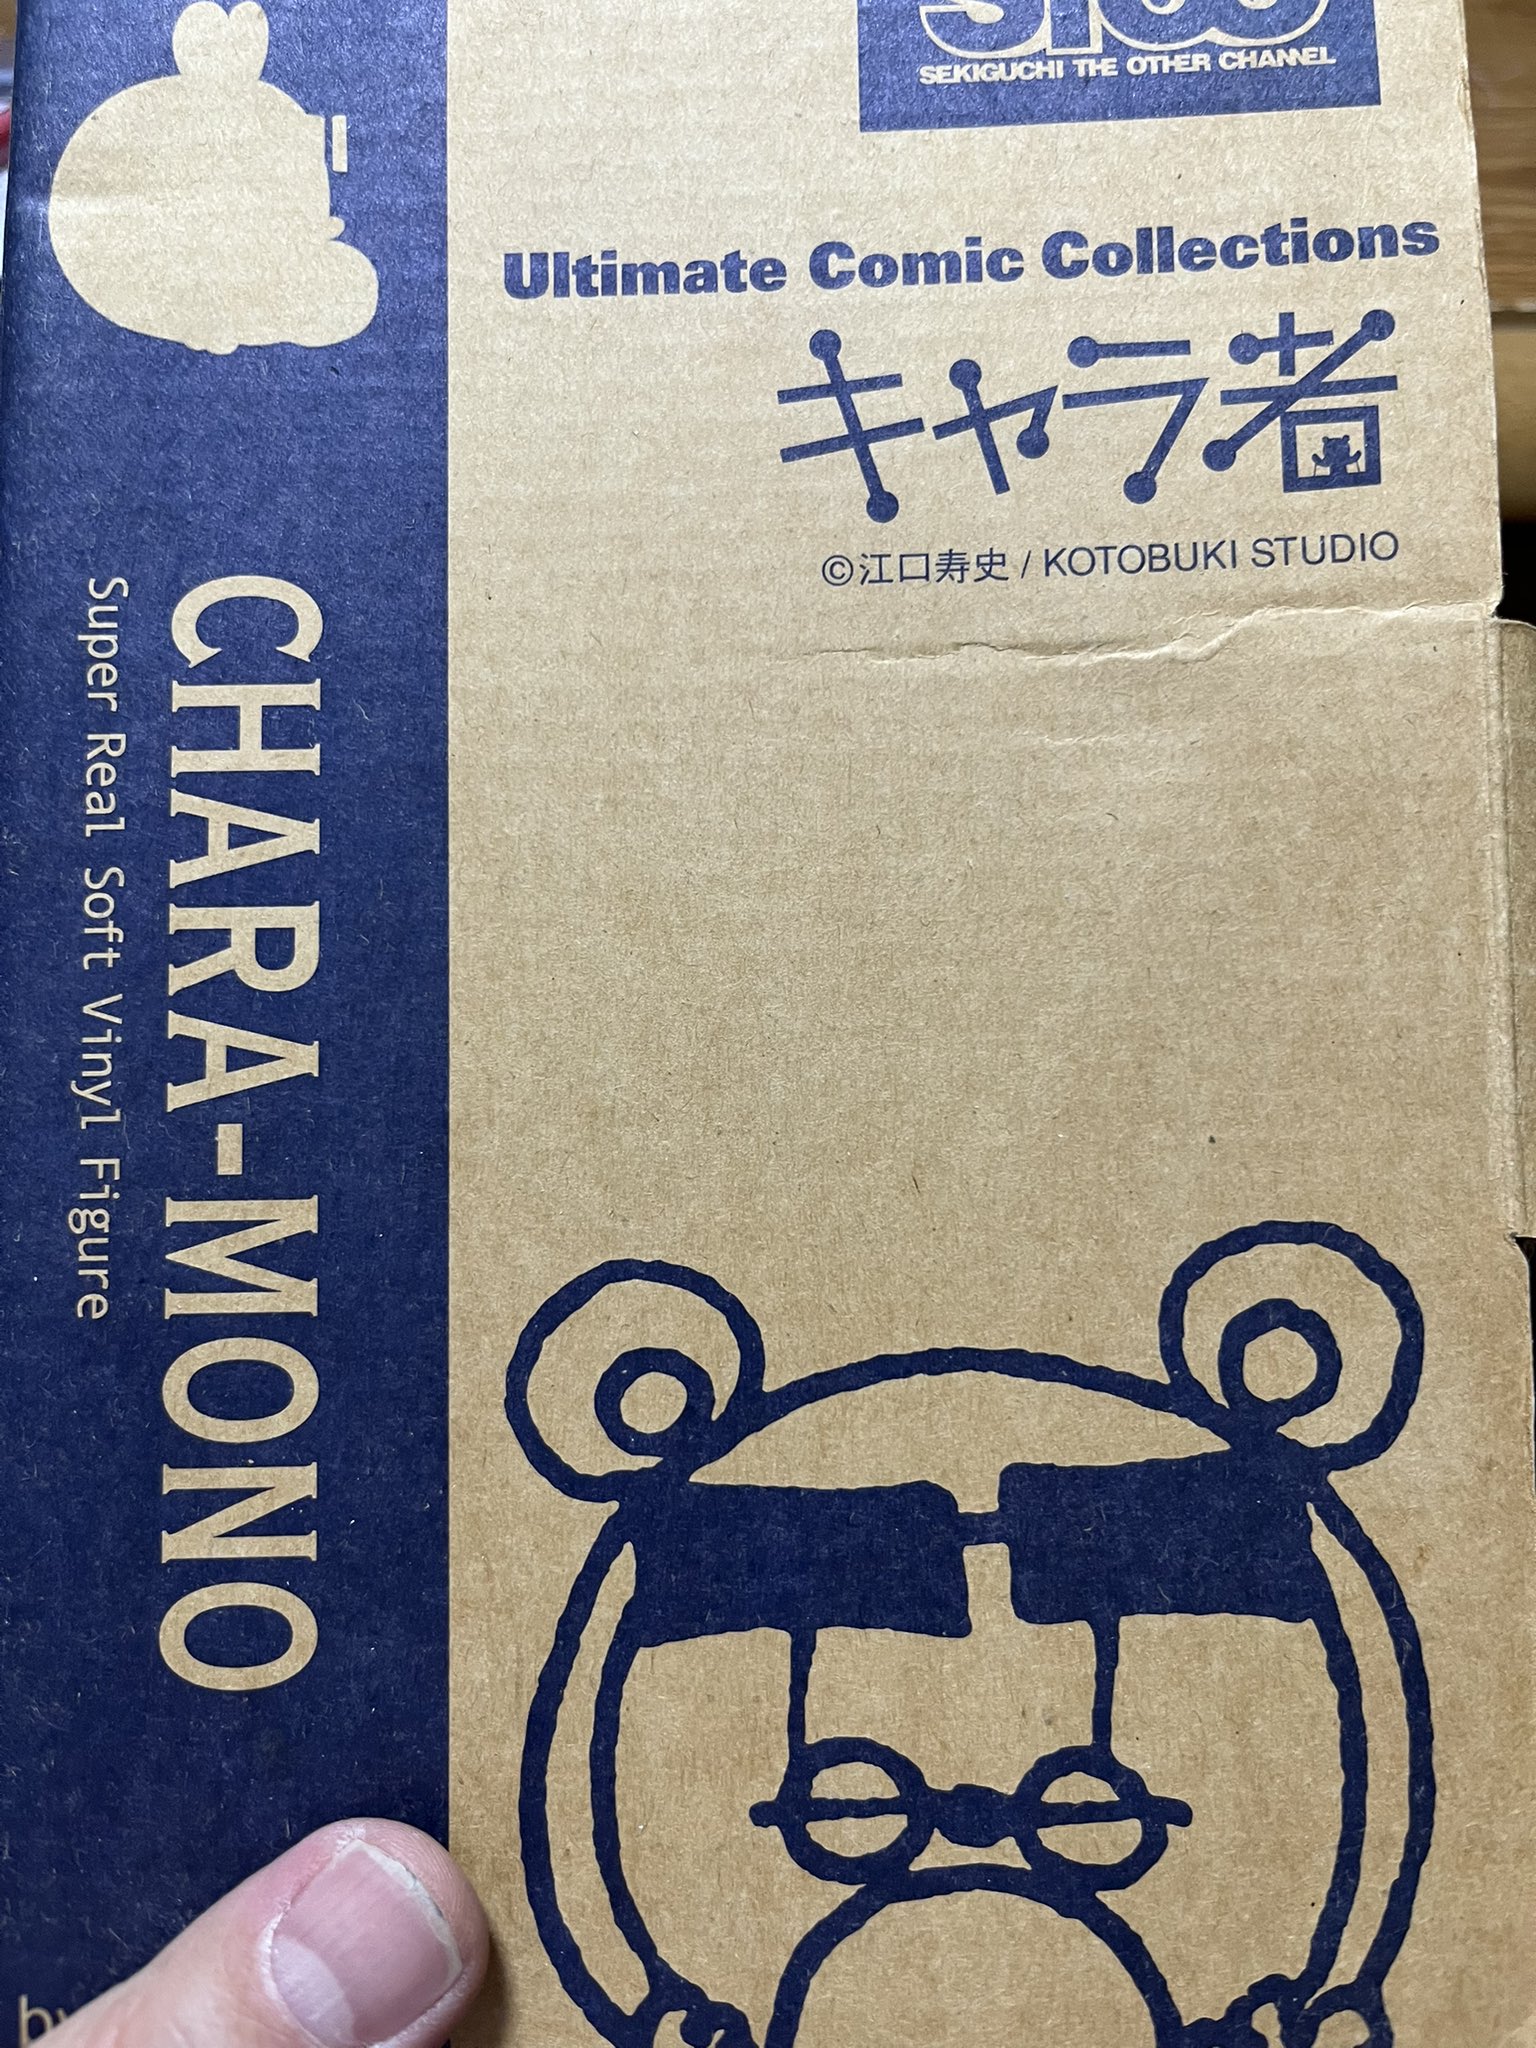 SEKIGUCHI THE OTHER CHANNEL
Ultimate Comic Collections
キャラ者
©江口寿史 / KOTOBUKI STUDIO
CHARA-MONO
Super Real Soft Vinyl Figure
by